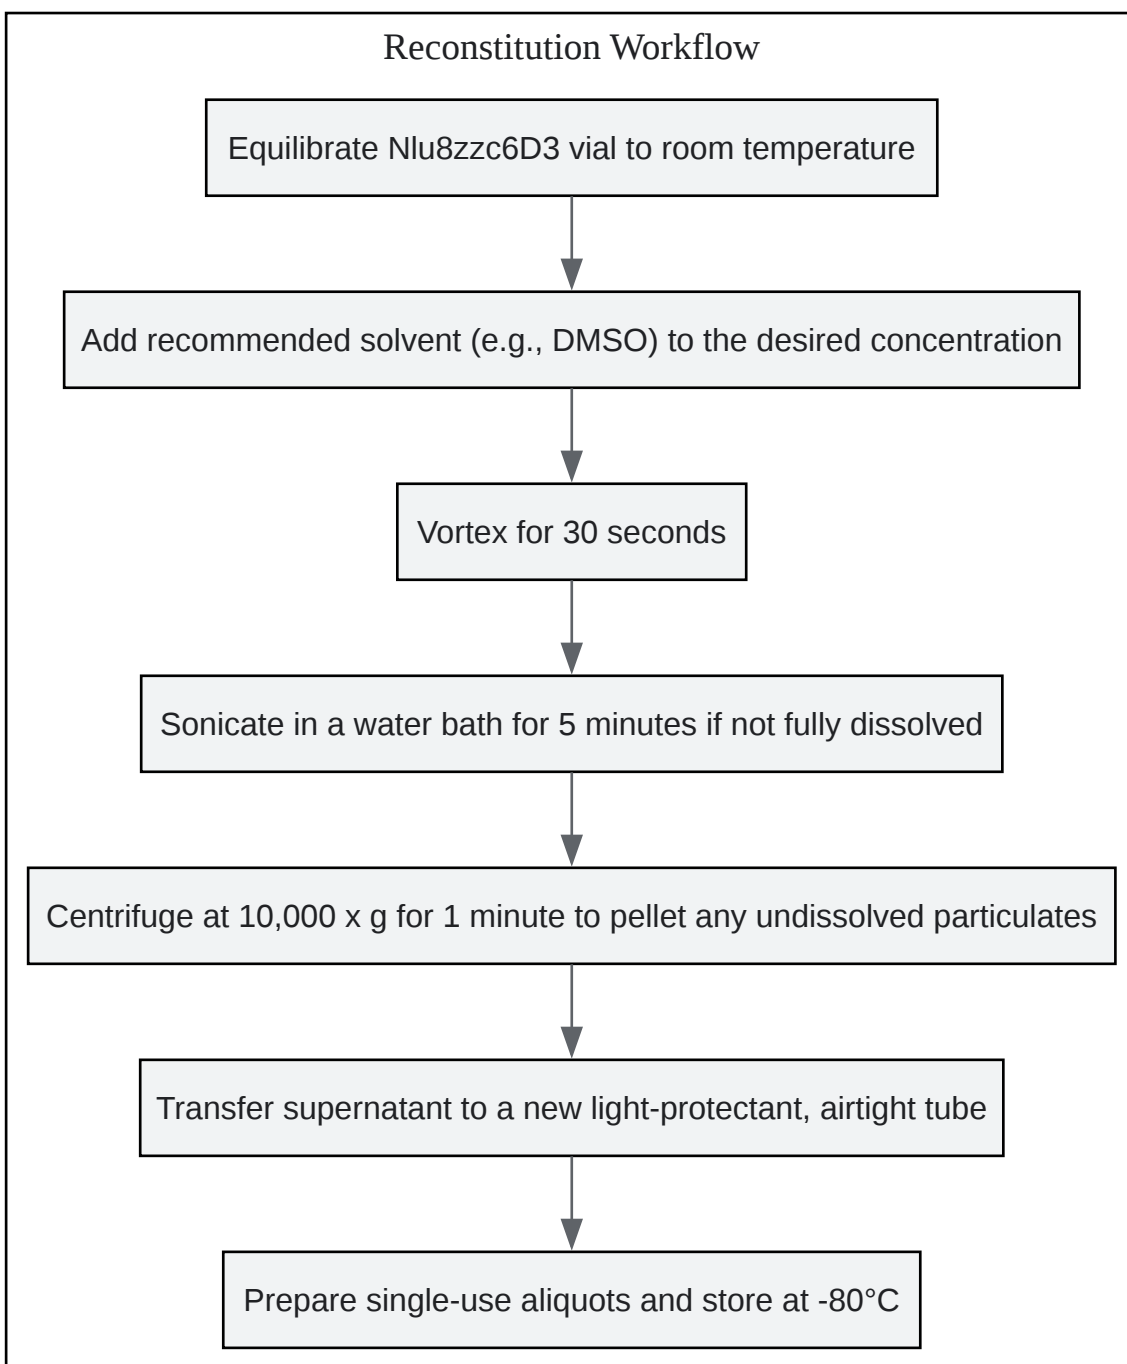 Reconstitution Workflow
Equilibrate Nlu8zzc6D3 vial to room temperature
Add recommended solvent (e.g., DMSO) to the desired concentration
Vortex for 30 seconds
Sonicate in a water bath for 5 minutes if not fully dissolved
Centrifuge at 10,000 x g for 1 minute to pellet any undissolved particulates
Transfer supernatant to a new light-protectant, airtight tube
Prepare single-use aliquots and store at -80°C